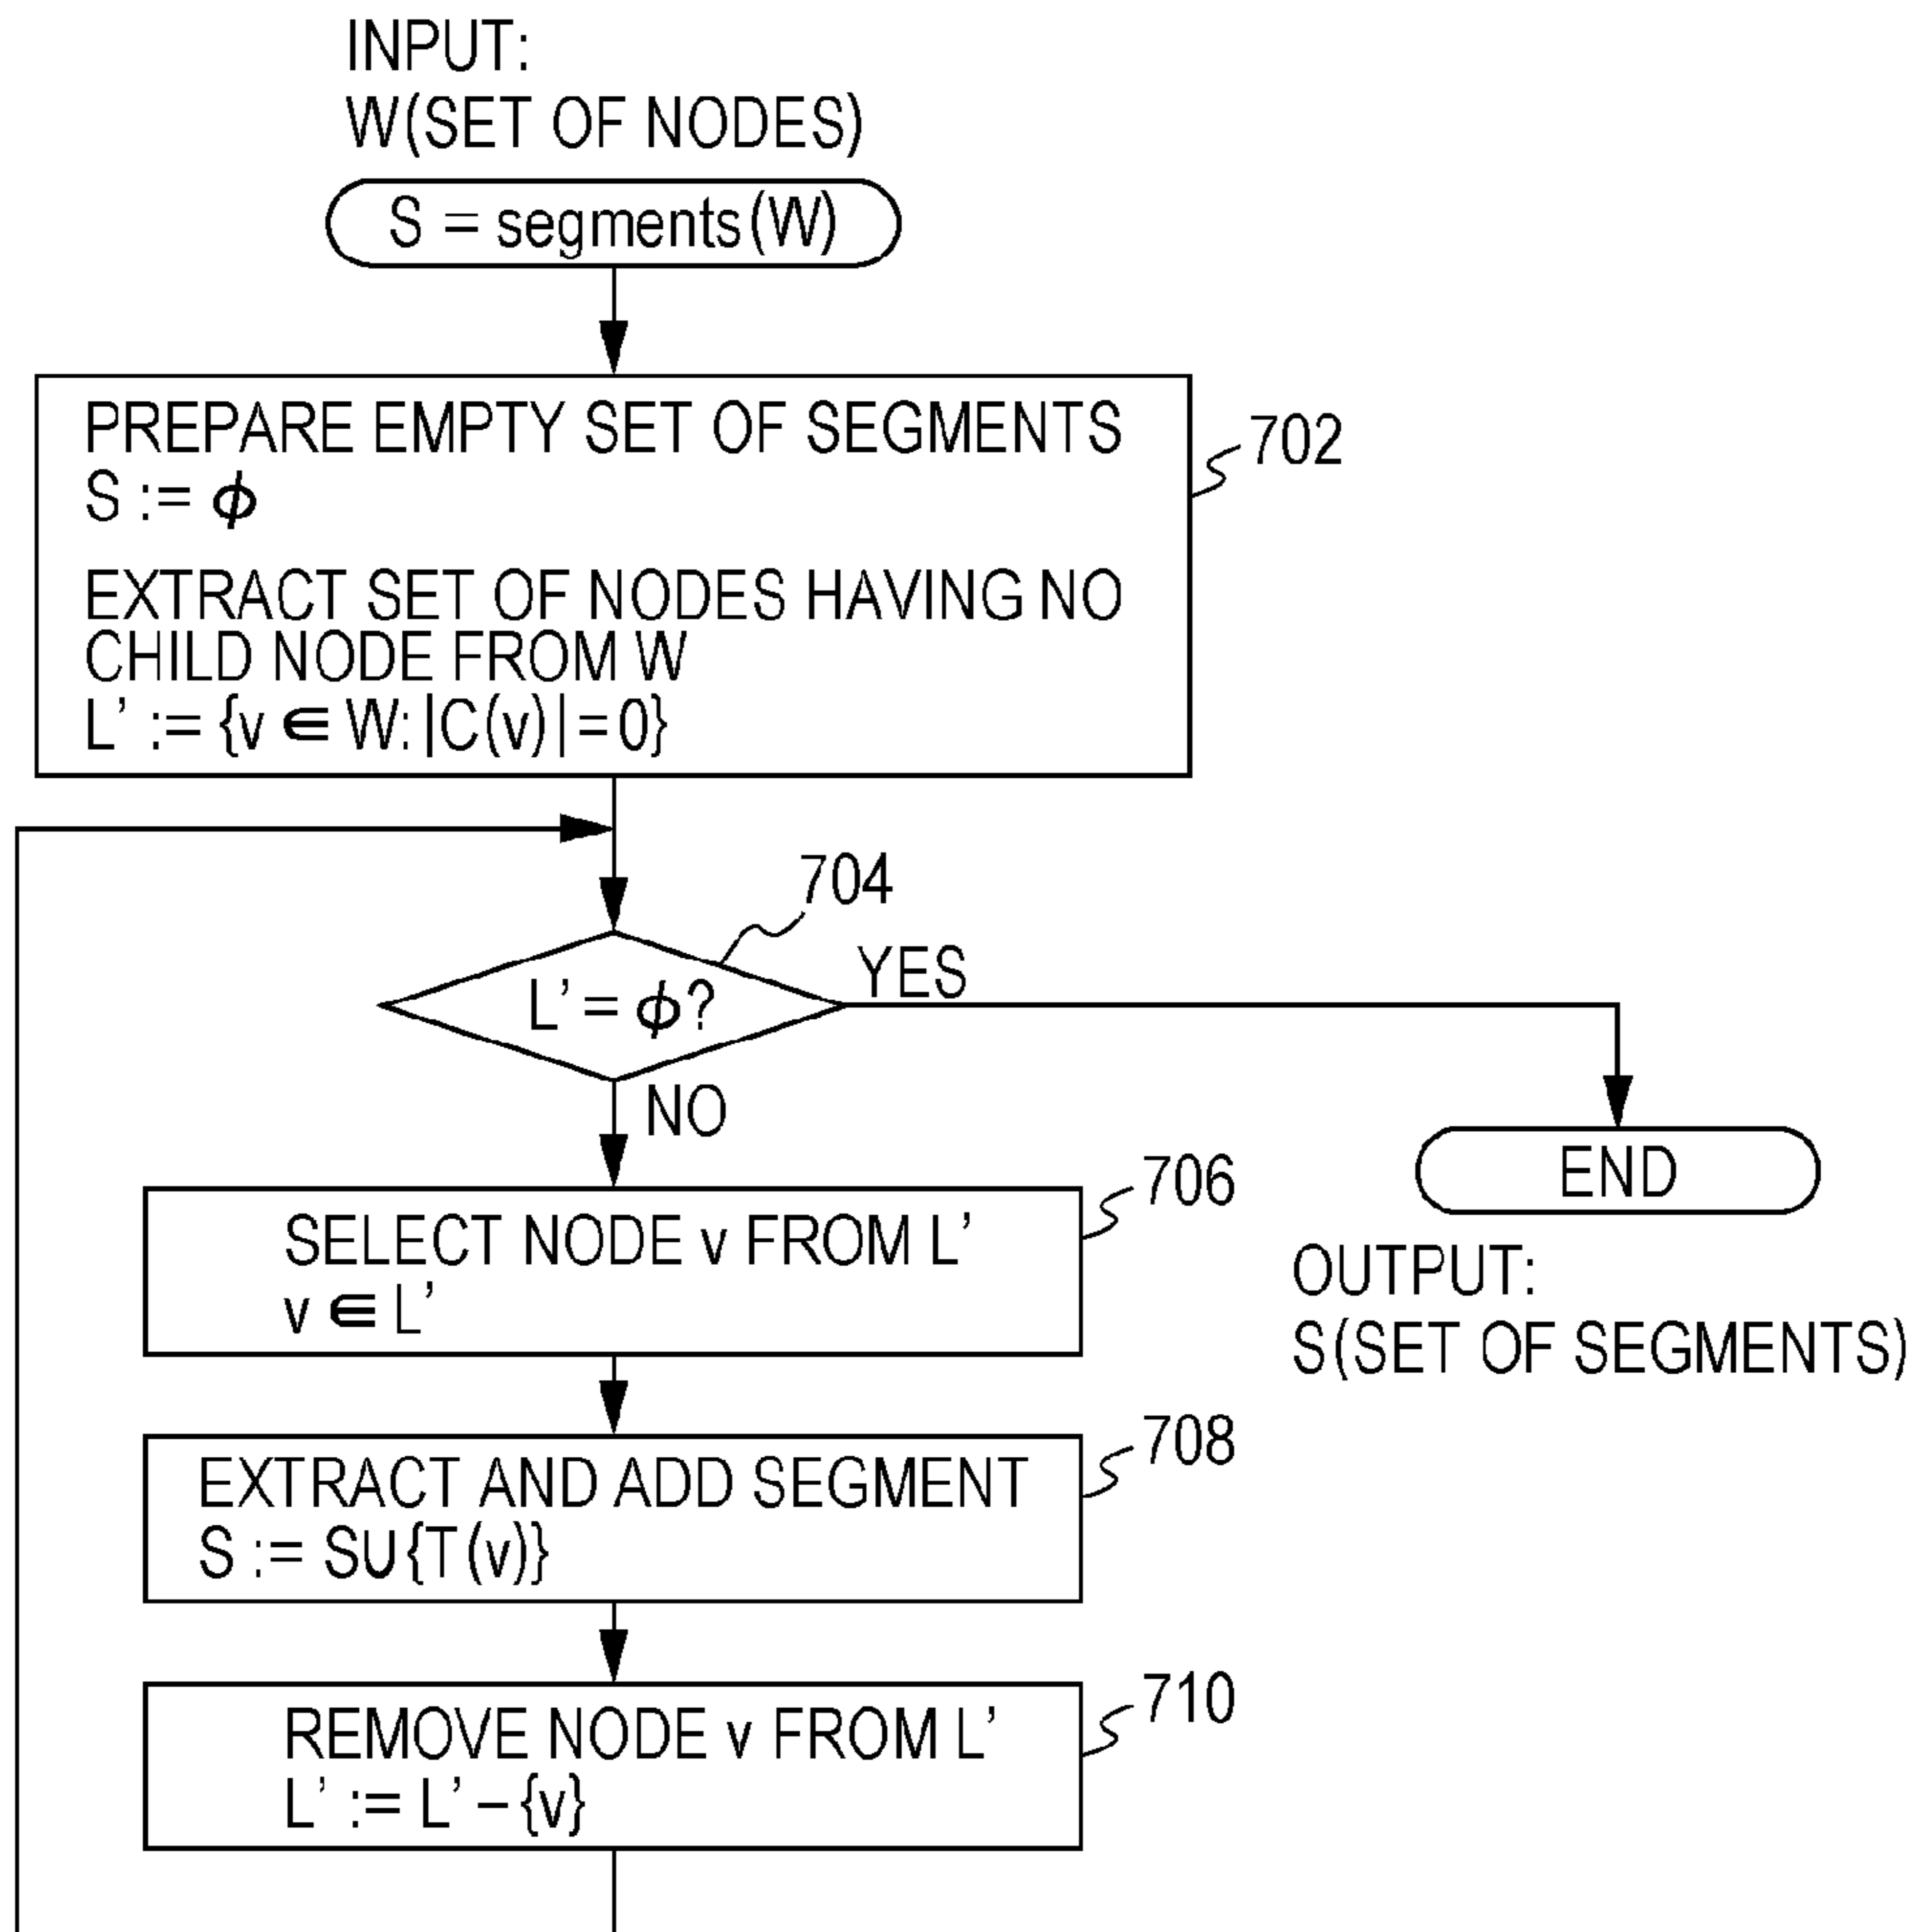 INPUT:
W(SET OF NODES)
S = segments(W)
PREPARE EMPTY SET OF SEGMENTS
S := ϕ
EXTRACT SET OF NODES HAVING NO
CHILD NODE FROM W
L’ := {v ∈ W: |C(v)| = 0}
702
704
L’ = ϕ?
YES
NO
END
OUTPUT:
S(SET OF SEGMENTS)
SELECT NODE v FROM L’
v ∈ L’
706
EXTRACT AND ADD SEGMENT
S := S∪{T(v)}
708
REMOVE NODE v FROM L’
L’ := L’ – {v}
710